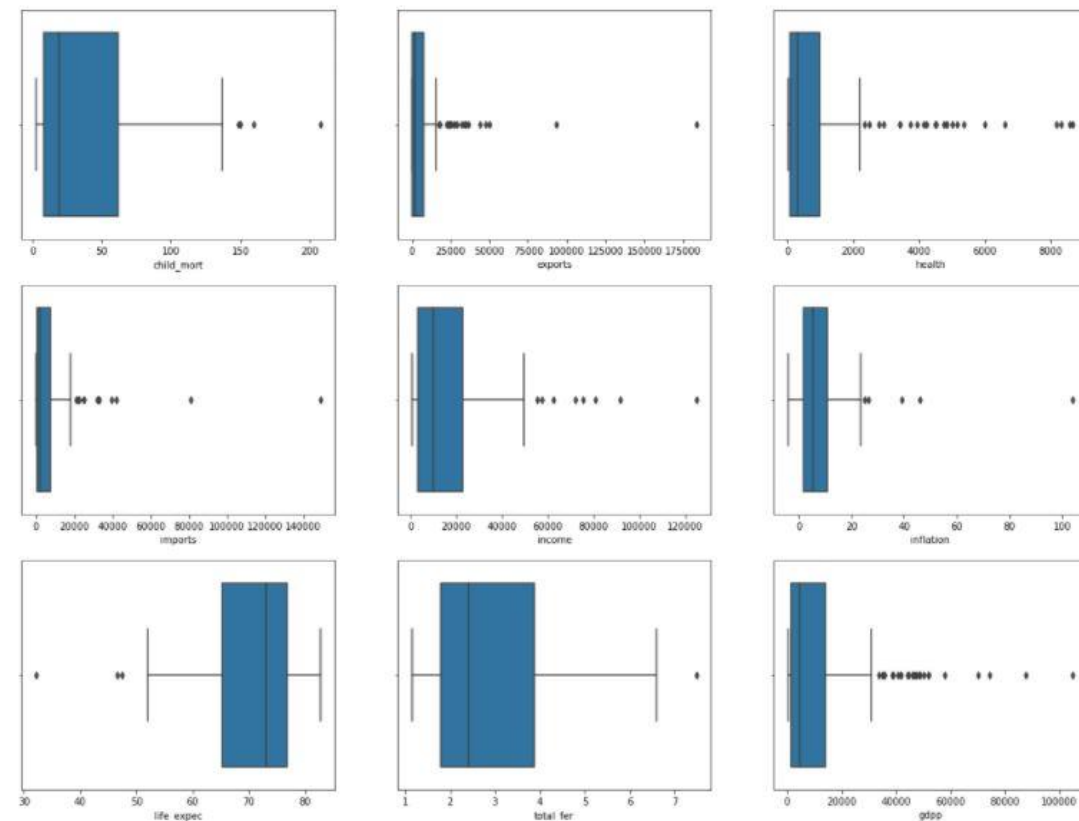 0 50 100 150 200
child_mort
0 25000 50000 75000 100000 125000 150000 175000
exports
0 2000 4000 6000 8000
health
0 20000 40000 60000 80000 100000 120000 140000
imports
0 20000 40000 60000 80000 100000 120000
income
0 20 40 60 80 100
inflation
30 40 50 60 70 80
life_expec
1 2 3 4 5 6 7
total_fer
0 20000 40000 60000 80000 100000
gdpp